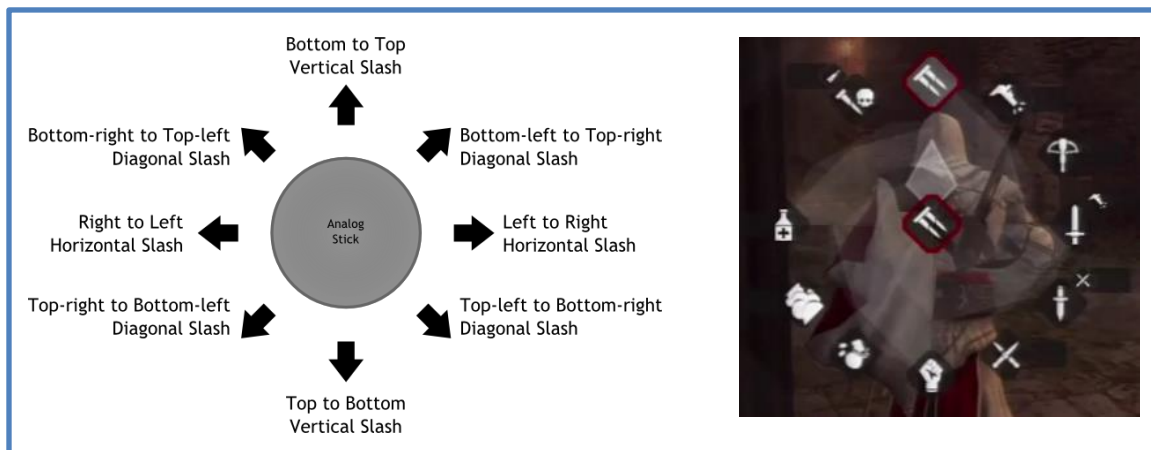 Bottom to Top
Vertical Slash
Bottom-right to Top-left
Diagonal Slash
Bottom-left to Top-right
Diagonal Slash
Right to Left
Horizontal Slash
Analog
Stick
Left to Right
Horizontal Slash
Top-right to Bottom-left
Diagonal Slash
Top-left to Bottom-right
Diagonal Slash
Top to Bottom
Vertical Slash